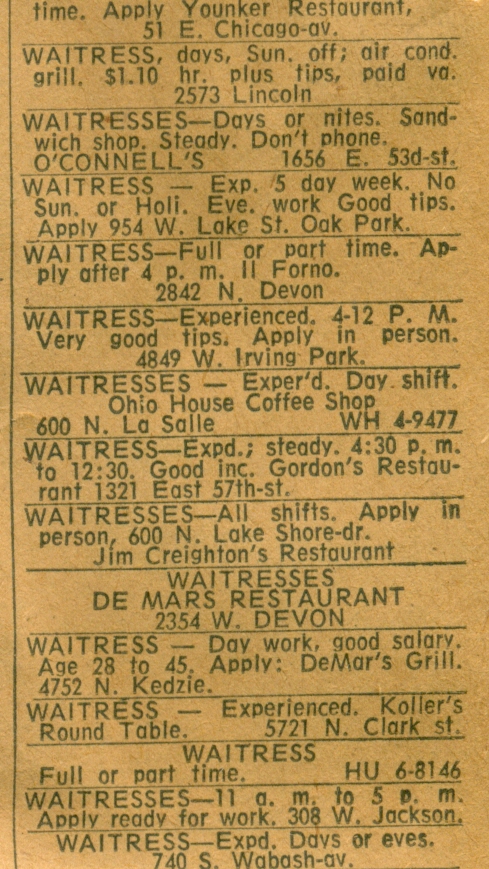 time. Apply Younker Restaurant,
51 E. Chicago-av.
WAITRESS, days, Sun. off; air cond.
grill. $1.10 hr. plus tips, paid va.
2573 Lincoln
WAITRESSES—Days or nites. Sand-
wich shop. Steady. Don't phone.
O'CONNELL'S 1656 E. 53d-st.
WAITRESS — Exp. 5 day week. No
Sun. or Holi. Eve. work Good tips.
Apply 954 W. Lake St. Oak Park.
WAITRESS—Full or part time. Ap-
ply after 4 p. m. Il Forno.
2842 N. Devon
WAITRESS—Experienced. 4-12 P. M.
Very good tips. Apply in person.
4849 W. Irving Park.
WAITRESSES — Exper'd. Day shift.
Ohio House Coffee Shop
600 N. La Salle WH 4-9477
WAITRESS—Expd.; steady. 4:30 p. m.
to 12:30. Good inc. Gordon's Restau-
rant 1321 East 57th-st.
WAITRESSES—All shifts. Apply in
person, 600 N. Lake Shore-dr.
Jim Creighton's Restaurant
WAITRESSES
DE MARS RESTAURANT
2354 W. DEVON
WAITRESS — Day work, good salary.
Age 28 to 45. Apply: DeMar's Grill.
4752 N. Kedzie.
WAITRESS — Experienced. Koller's
Round Table. 5721 N. Clark st.
WAITRESS
Full or part time. HU 6-8146
WAITRESSES—11 a. m. to 5 p. m.
Apply ready for work. 308 W. Jackson.
WAITRESS—Expd. Days or eves.
740 S. Wabash-av.